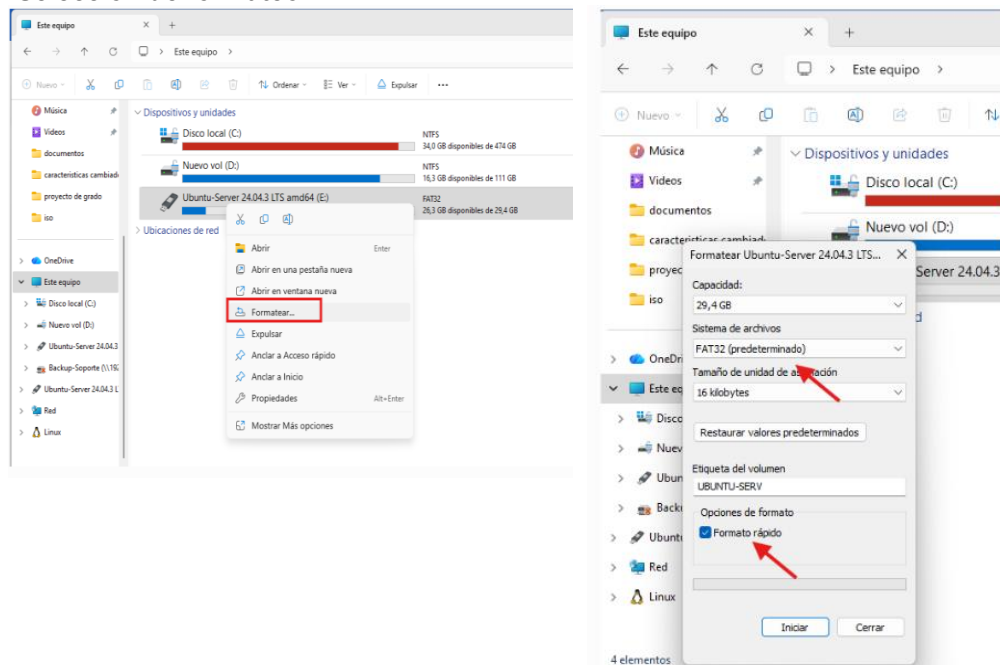 Este equipo
Este equipo
Nuevo
Ordenar
Ver
Expulsar
Música
Videos
documentos
caracteristicas cambiad
proyecto de grado
iso
OneDrive
Este equipo
Disco local (C:)
Nuevo vol (D:)
Ubuntu-Server 24.04.3
Backup-Soporte (\\192
Ubuntu-Server 24.04.3 L
Red
Linux
Dispositivos y unidades
Disco local (C:)
NTFS
34,0 GB disponibles de 474 GB
Nuevo vol (D:)
NTFS
16,3 GB disponibles de 111 GB
Ubuntu-Server 24.04.3 LTS amd64 (E:)
FAT32
26,3 GB disponibles de 29,4 GB
Ubicaciones de red
Abrir Enter
Abrir en una pestaña nueva
Abrir en ventana nueva
Formatear...
Expulsar
Anclar a Acceso rápido
Anclar a Inicio
Propiedades Alt+Enter
Mostrar Más opciones
Este equipo
Este equipo
Nuevo
Música
Videos
documentos
caracteristicas cambiad
proyec
iso
OneDri
Este eq
Disco
Nuev
Ubun
Back
Ubunt
Red
Linux
4 elementos
Dispositivos y unidades
Disco local (C:)
Nuevo vol (D:)
Server 24.04.3
d
Formatear Ubuntu-Server 24.04.3 LTS...
Capacidad:
29,4 GB
Sistema de archivos
FAT32 (predeterminado)
Tamaño de unidad de asignación
16 kilobytes
Restaurar valores predeterminados
Etiqueta del volumen
UBUNTU-SERV
Opciones de formato
Formato rápido
Iniciar Cerrar